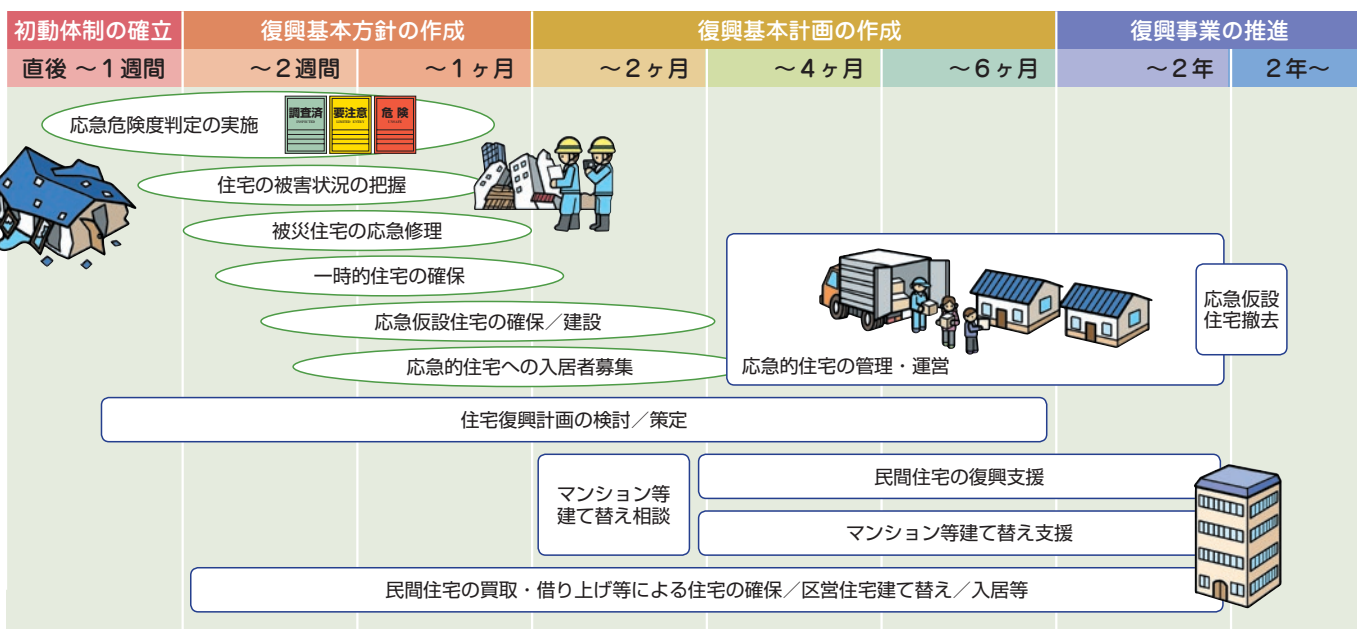 初動体制の確立
復興基本方針の作成
復興基本計画の作成
復興事業の推進
直後 ～1週間
～2週間
～1ヶ月
～2ヶ月
～4ヶ月
～6ヶ月
～2年
2年～
応急危険度判定の実施
調査済
要注意
危 険
住宅の被害状況の把握
被災住宅の応急修理
一時的住宅の確保
応急仮設住宅の確保／建設
応急的住宅への入居者募集
応急的住宅の管理・運営
応急仮設
住宅撤去
住宅復興計画の検討／策定
マンション等
建て替え相談
民間住宅の復興支援
マンション等建て替え支援
民間住宅の買取・借り上げ等による住宅の確保／区営住宅建て替え／入居等